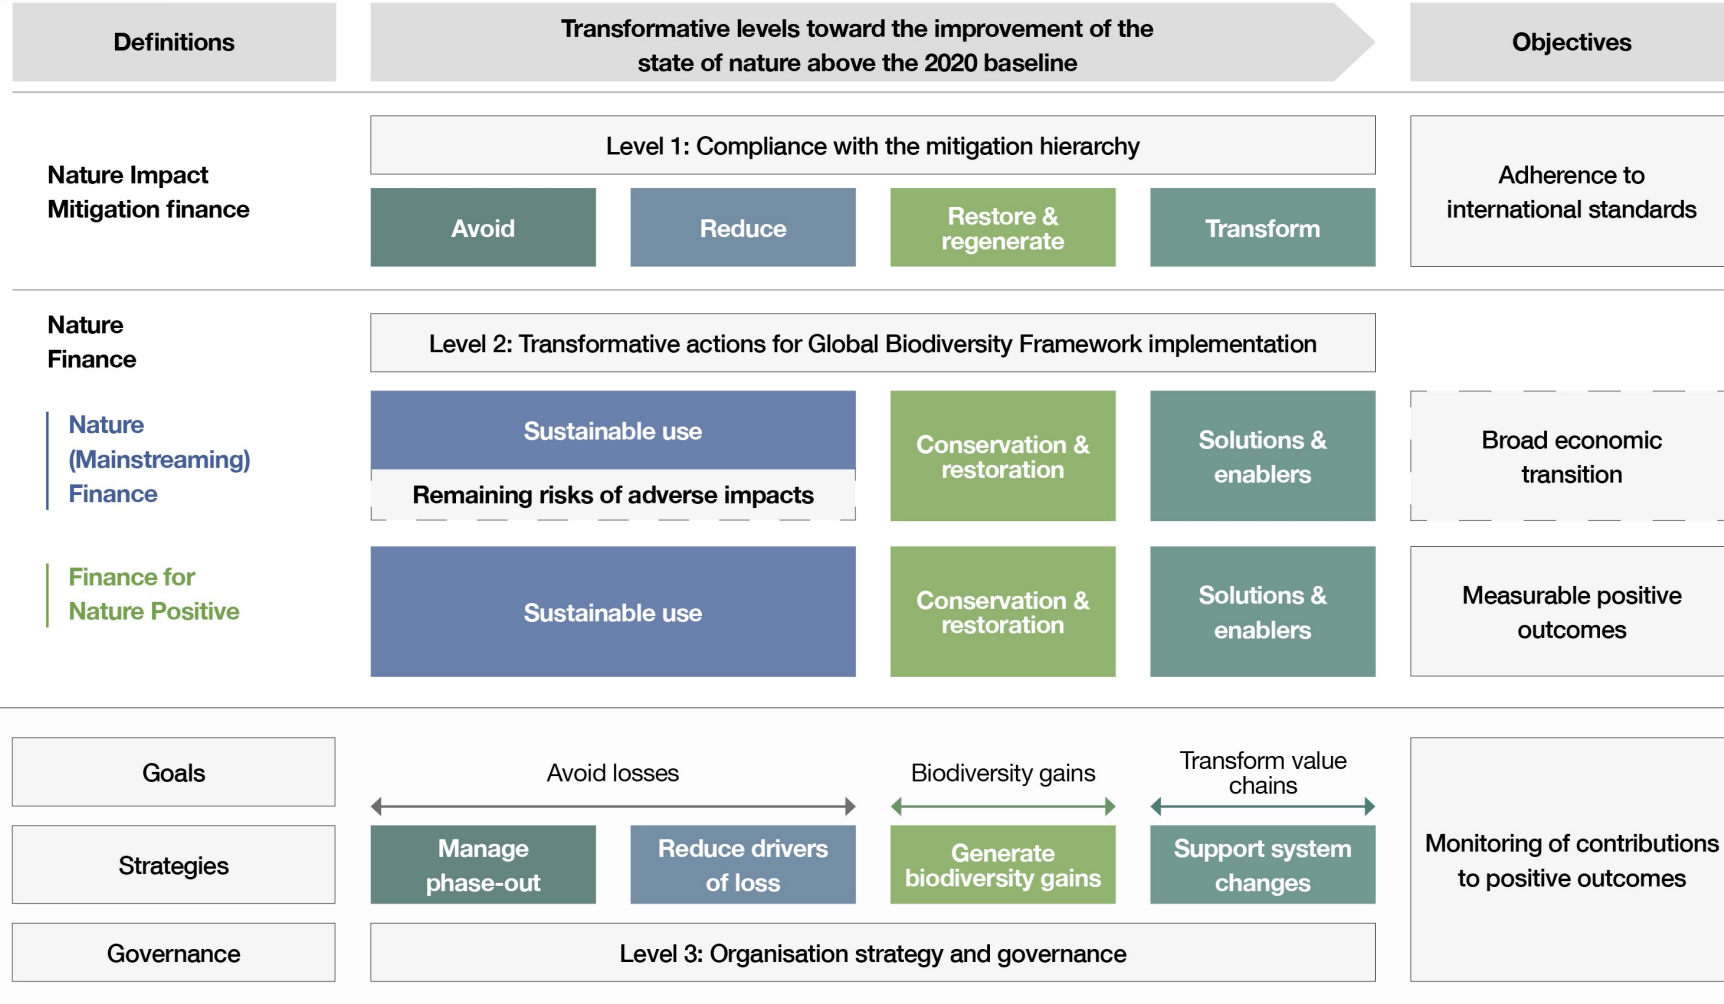 Definitions
Transformative levels toward the improvement of the
state of nature above the 2020 baseline
Objectives
Nature Impact
Mitigation finance
Level 1: Compliance with the mitigation hierarchy
Avoid
Reduce
Restore &
regenerate
Transform
Adherence to
international standards
Nature
Finance
Level 2: Transformative actions for Global Biodiversity Framework implementation
Nature
(Mainstreaming)
Finance
Sustainable use
Remaining risks of adverse impacts
Conservation &
restoration
Solutions &
enablers
Broad economic
transition
Finance for
Nature Positive
Sustainable use
Conservation &
restoration
Solutions &
enablers
Measurable positive
outcomes
Goals
Avoid losses
Biodiversity gains
Transform value
chains
Strategies
Manage
phase-out
Reduce drivers
of loss
Generate
biodiversity gains
Support system
changes
Monitoring of contributions
to positive outcomes
Governance
Level 3: Organisation strategy and governance